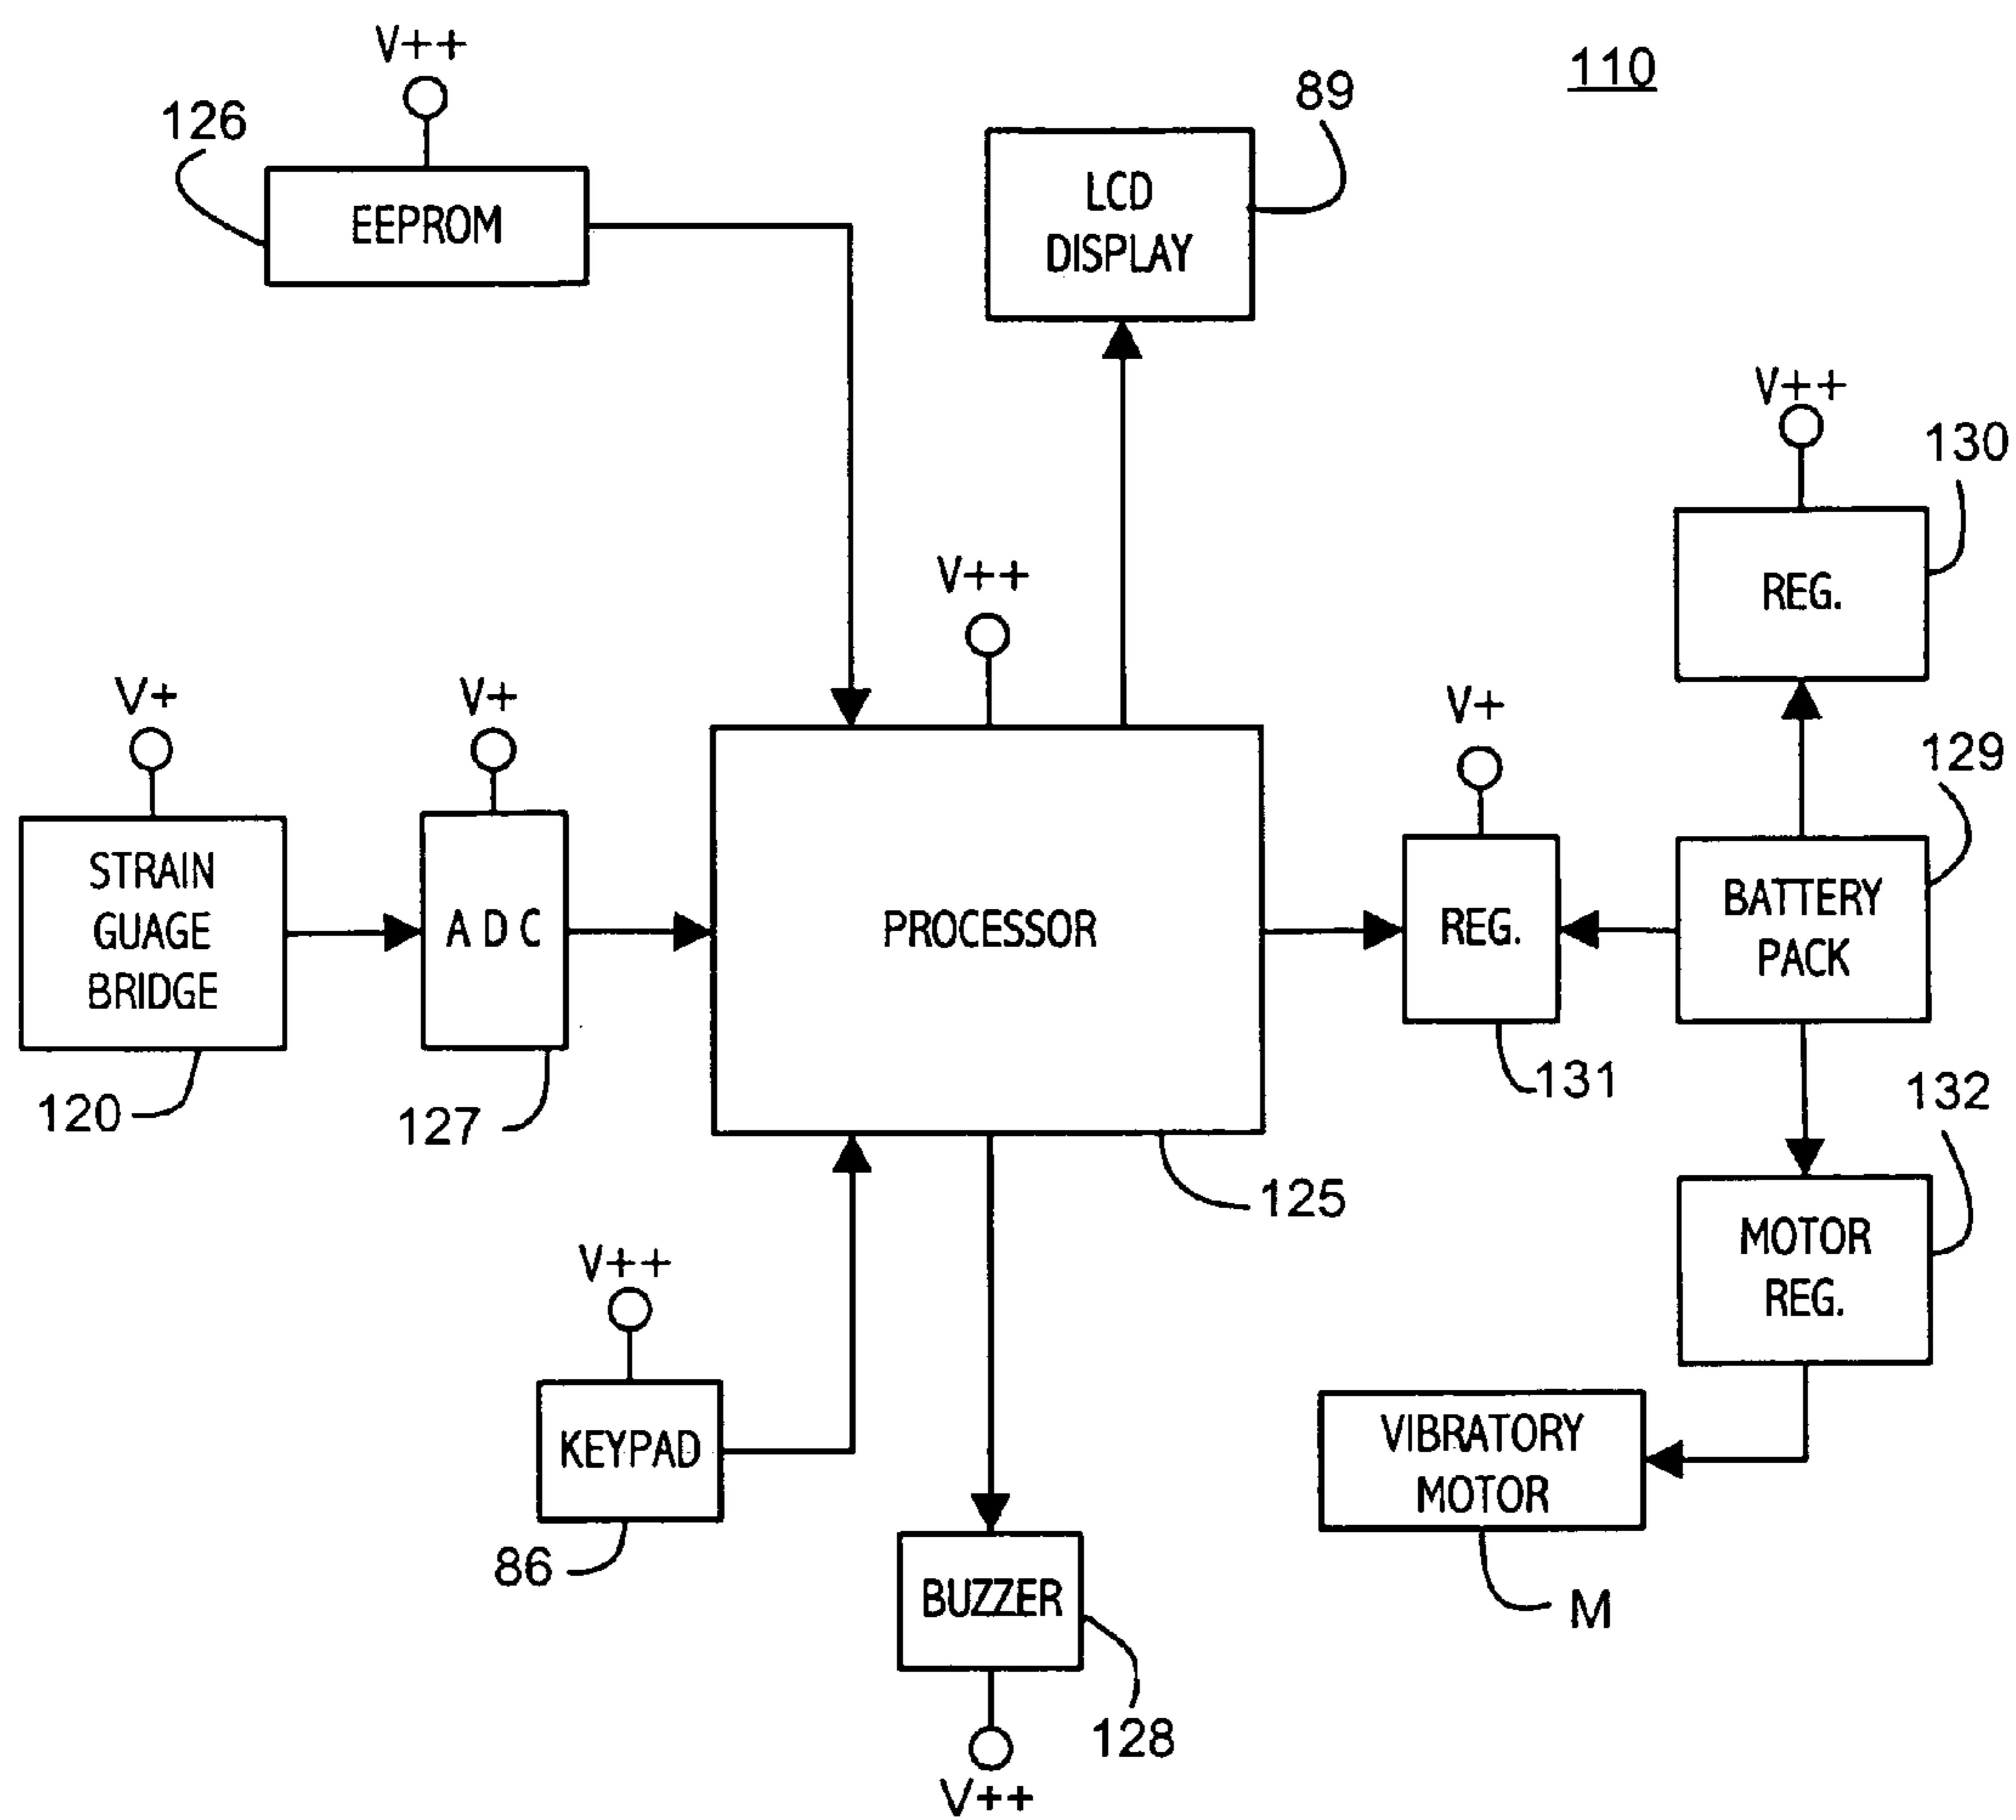 V++
110
126
89
EEPROM
LCD
DISPLAY
V++
130
V++
REG.
V+
V+
V+
129
STRAIN
GUAGE
BRIDGE
A D C
PROCESSOR
REG.
BATTERY
PACK
120
127
131
132
125
V++
MOTOR
REG.
KEYPAD
VIBRATORY
MOTOR
86
BUZZER
M
128
V++